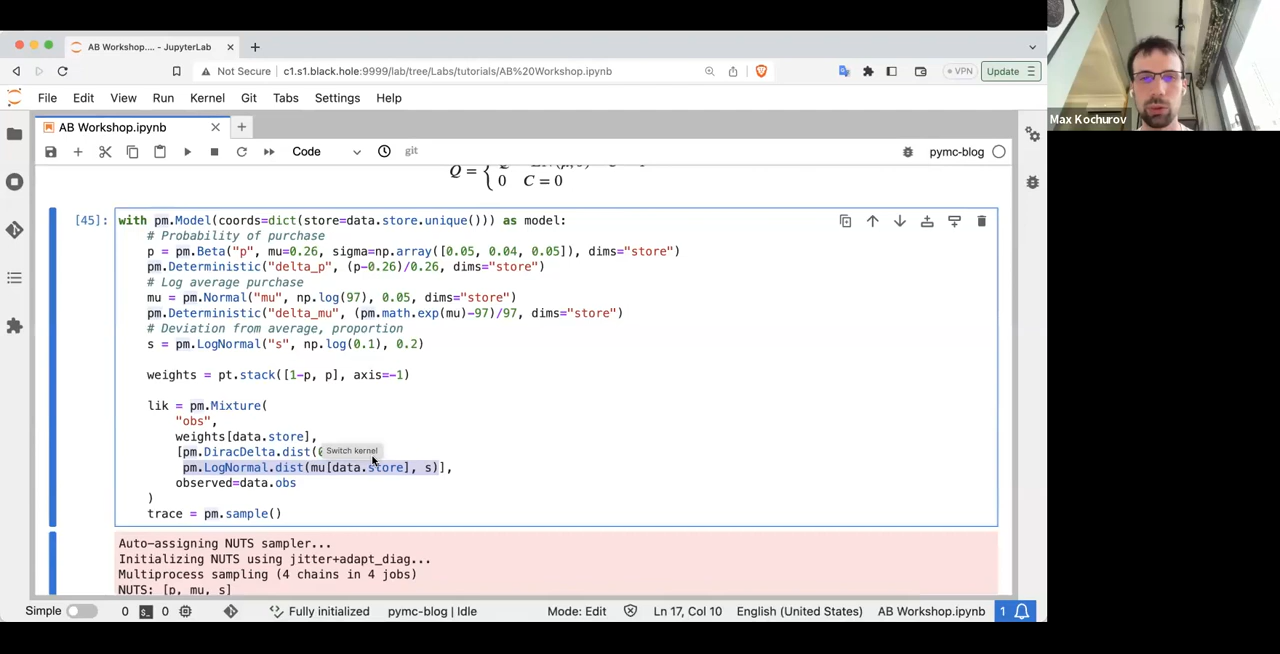 AB Workshop.... - JupyterLab
Not Secure
c1.s1.black.hole:9999/lab/tree/Labs/tutorials/AB%20Workshop.ipynb
VPN
Update
File Edit View Run Kernel Git Tabs Settings Help
Max Kochurov
AB Workshop.ipynb
Code
git
pymc-blog
Q = {
0 C = 0
[45]:
with pm.Model(coords=dict(store=data.store.unique())) as model:
# Probability of purchase
p = pm.Beta("p", mu=0.26, sigma=np.array([0.05, 0.04, 0.05]), dims="store")
pm.Deterministic("delta_p", (p-0.26)/0.26, dims="store")
# Log average purchase
mu = pm.Normal("mu", np.log(97), 0.05, dims="store")
pm.Deterministic("delta_mu", (pm.math.exp(mu)-97)/97, dims="store")
# Deviation from average, proportion
s = pm.LogNormal("s", np.log(0.1), 0.2)
weights = pt.stack([1-p, p], axis=-1)
lik = pm.Mixture(
"obs",
weights[data.store],
[pm.DiracDelta.dist(
Switch kernel
pm.LogNormal.dist(mu[data.store], s)],
observed=data.obs
)
trace = pm.sample()
Auto-assigning NUTS sampler...
Initializing NUTS using jitter+adapt_diag...
Multiprocess sampling (4 chains in 4 jobs)
NUTS: [p, mu, s]
Simple 0 0 Fully initialized pymc-blog | Idle Mode: Edit Ln 17, Col 10 English (United States) AB Workshop.ipynb 1